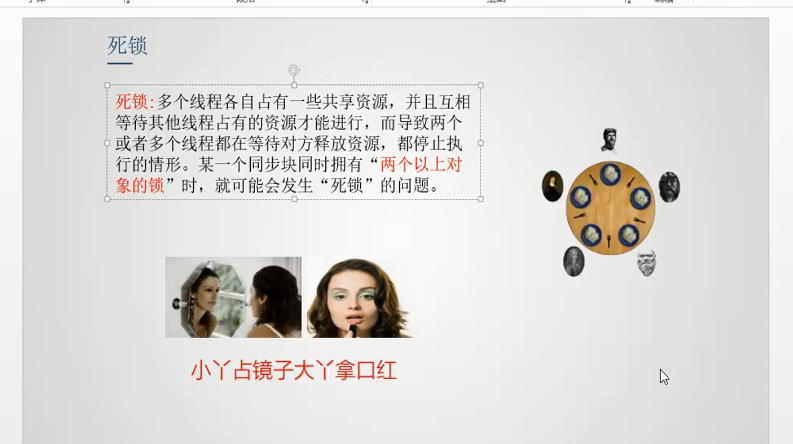 死锁
死锁:多个线程各自占有一些共享资源，并且互相
等待其他线程占有的资源才能进行，而导致两个
或者多个线程都在等待对方释放资源，都停止执
行的情形。某一个同步块同时拥有“两个以上对
象的锁”时，就可能会发生“死锁”的问题。
小丫占镜子大丫拿口红